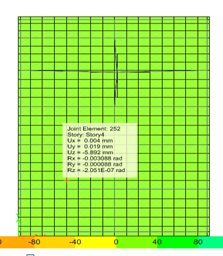 Joint Element: 252
Story: Story4
Ux = 0.004 mm
Uy = 0.019 mm
Uz = -5.892 mm
Rx = -0.003088 rad
Ry = -0.000088 rad
Rz = -2.051E-07 rad
-80 -40 0 40 80